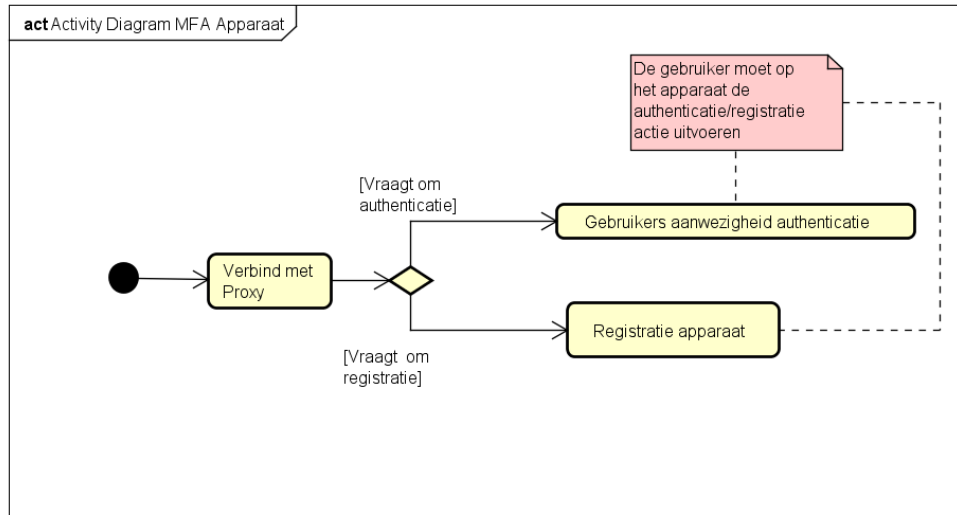 act Activity Diagram MFA Apparaat
De gebruiker moet op
het apparaat de
authenticatie/registratie
actie uitvoeren
[Vraagt om
authenticatie]
Gebruikers aanwezigheid authenticatie
Verbind met
Proxy
Registratie apparaat
[Vraagt om
registratie]